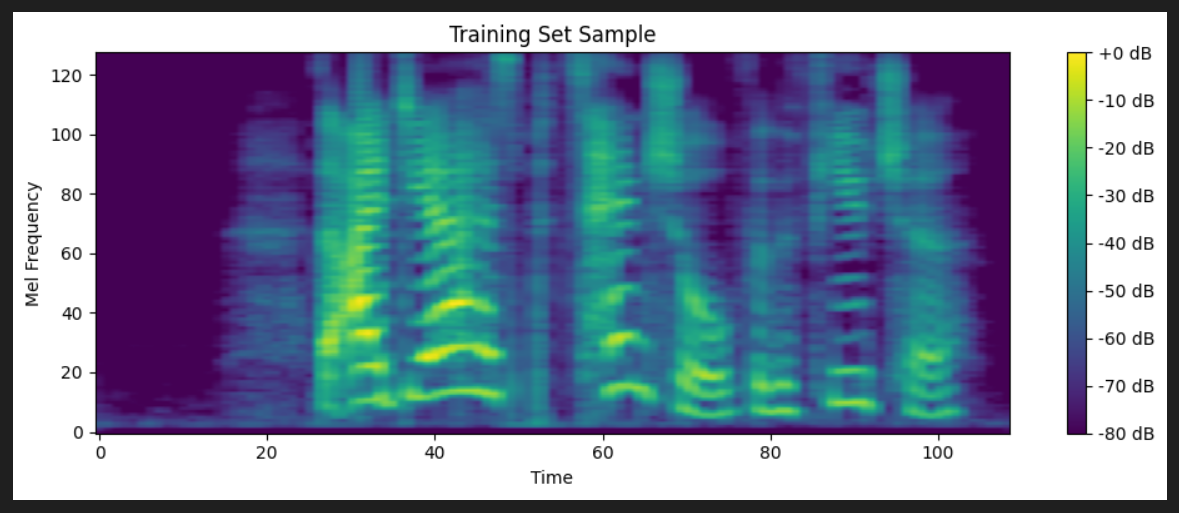 Training Set Sample
Mel Frequency
120
100
80
60
40
20
0
0 20 40 60 80 100
Time
+0 dB
-10 dB
-20 dB
-30 dB
-40 dB
-50 dB
-60 dB
-70 dB
-80 dB